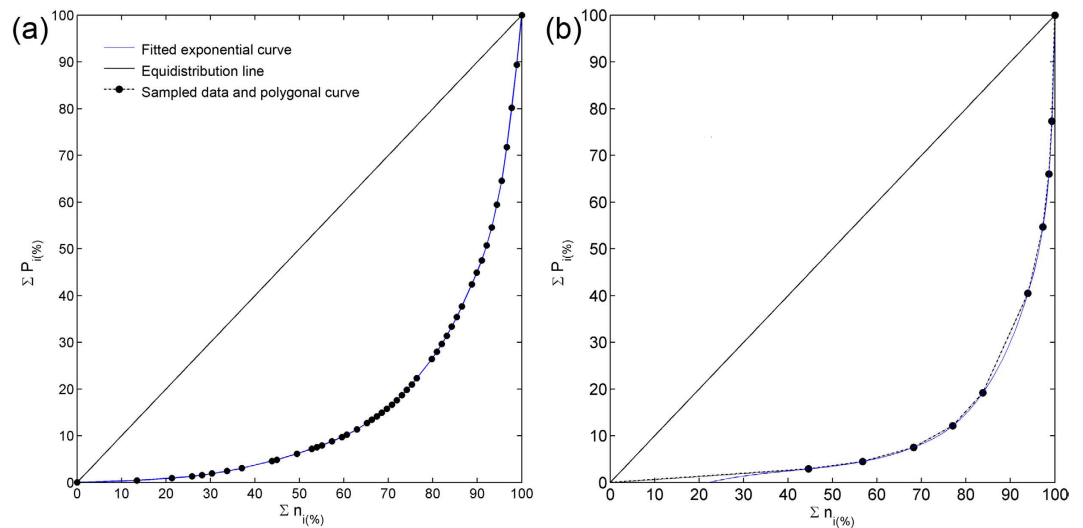 (a)
Fitted exponential curve
Equidistribution line
Sampled data and polygonal curve
100
90
80
70
60
50
40
30
20
10
0
Σ P i(%)
0 10 20 30 40 50 60 70 80 90 100
Σ n i(%)
(b)
100
90
80
70
60
50
40
30
20
10
0
Σ P i(%)
0 10 20 30 40 50 60 70 80 90 100
Σ n i(%)